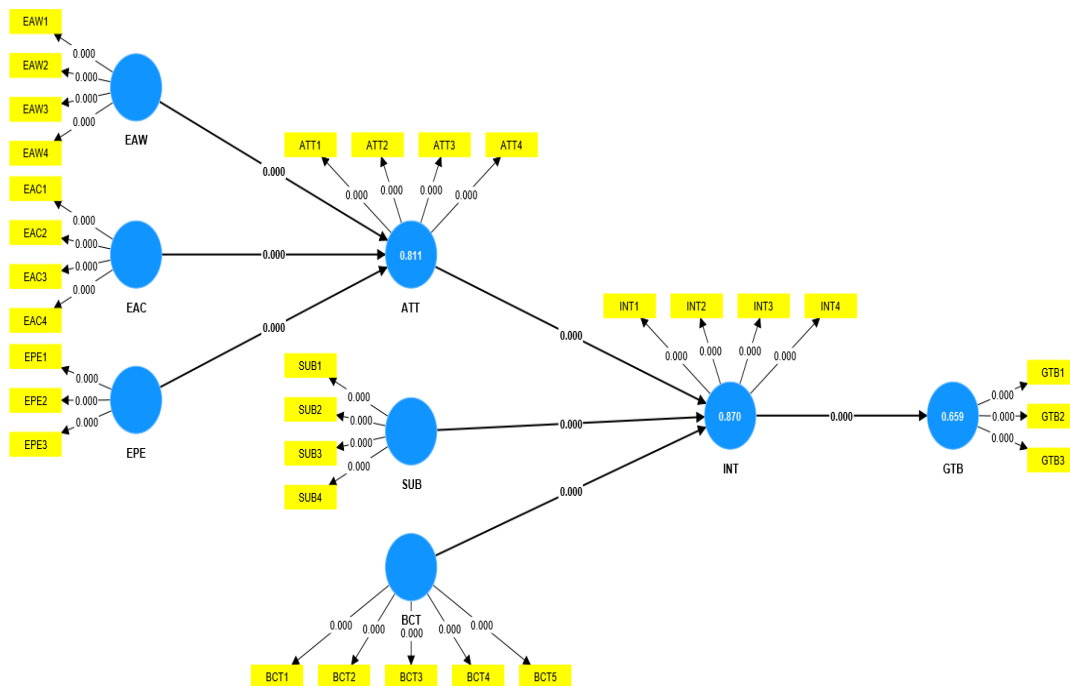 EAW1
0.000
EAW2
0.000
EAW3
0.000
EAW4
0.000
EAW
0.000
EAC1
0.000
EAC2
0.000
EAC3
0.000
EAC4
0.000
EAC
0.000
EPE1
0.000
EPE2
0.000
EPE3
0.000
EPE
0.000
ATT1
ATT2
ATT3
ATT4
0.000
0.000
0.000
0.000
0.811
ATT
0.000
SUB1
0.000
SUB2
0.000
SUB3
0.000
SUB4
0.000
SUB
0.000
BCT
0.000
0.000
0.000
0.000
0.000
BCT1
BCT2
BCT3
BCT4
BCT5
0.000
INT1
INT2
INT3
INT4
0.000
0.000
0.000
0.000
0.870
INT
0.000
0.659
GTB
GTB1
0.000
GTB2
0.000
GTB3
0.000